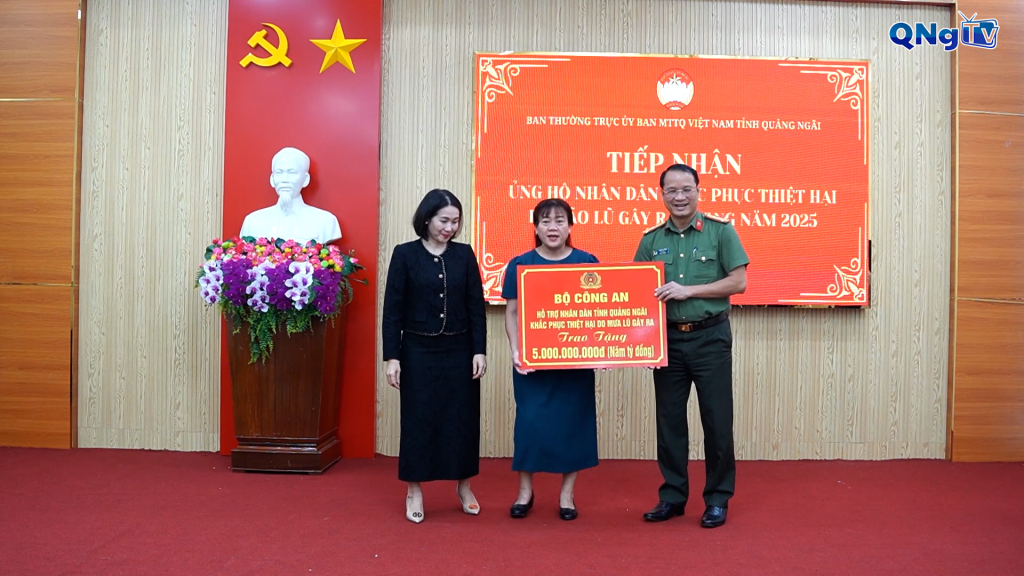 QNgTV
BAN THƯỜNG TRỰC ỦY BAN MTTQ VIỆT NAM TỈNH QUẢNG NGÃI
TIẾP NHẬN
ỦNG HỘ NHÂN DÂN PHỤC THIỆT HẠI
LŨ GÂY NĂM 2025
BỘ CÔNG AN
HỖ TRỢ NHÂN DÂN TỈNH QUẢNG NGÃI
KHẮC PHỤC THIỆT HẠI DO MƯA LŨ GÂY RA
Trao Tặng
5.000.000.000đ (Năm tỷ đồng)